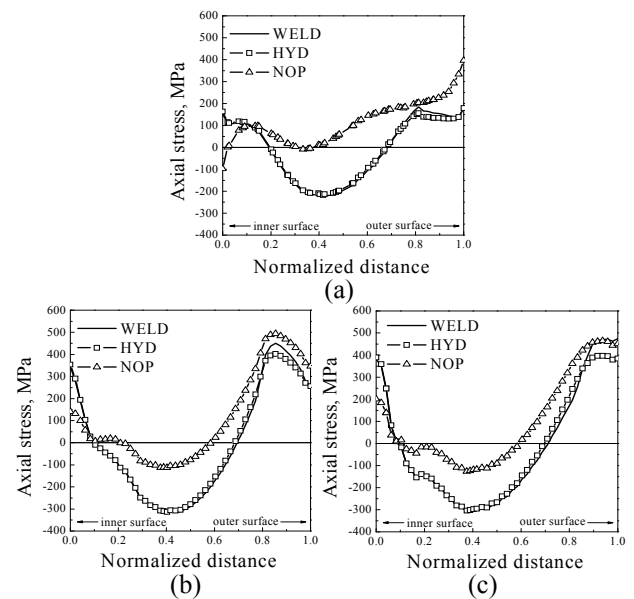 600
500
400
300
200
100
0
-100
-200
-300
-400
Axial stress, MPa
WELD
HYD
NOP
inner surface
outer surface
0.0 0.2 0.4 0.6 0.8 1.0
Normalized distance
(a)
600
500
400
300
200
100
0
-100
-200
-300
-400
Axial stress, MPa
WELD
HYD
NOP
inner surface
outer surface
0.0 0.2 0.4 0.6 0.8 1.0
Normalized distance
(b)
600
500
400
300
200
100
0
-100
-200
-300
-400
Axial stress, MPa
WELD
HYD
NOP
inner surface
outer surface
0.0 0.2 0.4 0.6 0.8 1.0
Normalized distance
(c)